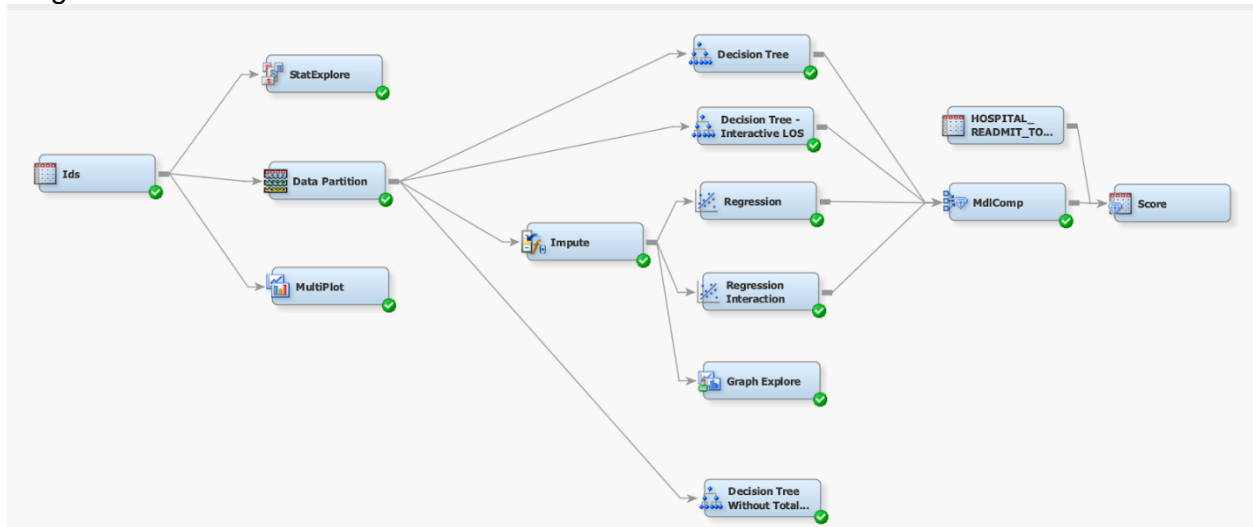 StatExplore
Ids
Data Partition
MultiPlot
Impute
Decision Tree
Decision Tree -
Interactive LOS
Regression
Regression
Interaction
Graph Explore
Decision Tree
Without Total...
HOSPITAL_
READMIT_TO...
MdlComp
Score